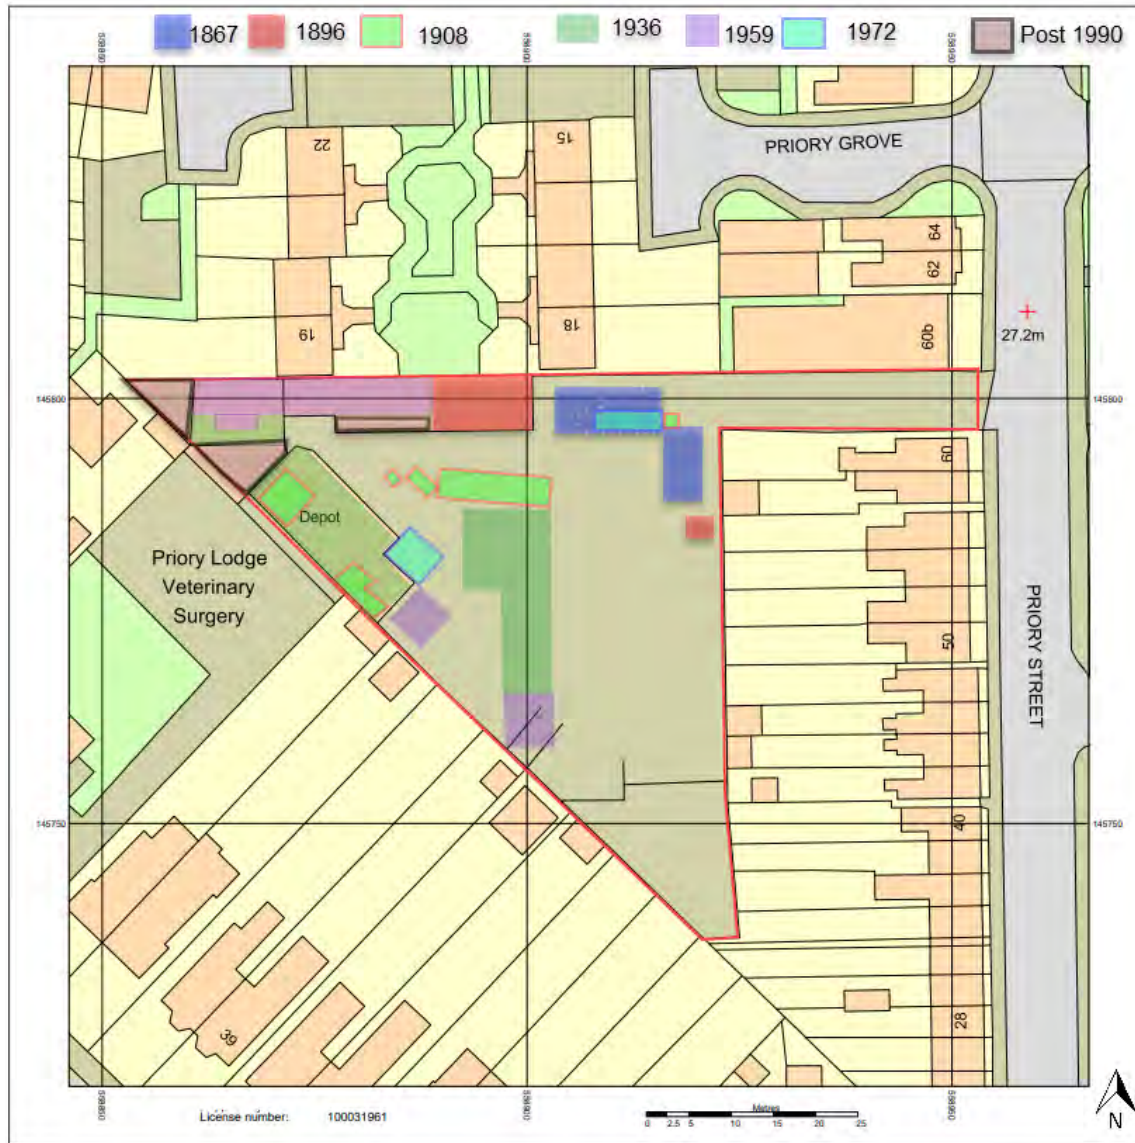 1867 1896 1908 1936 1959 1972 Post 1990
22
15
PRIORY GROVE
64
62
19
18
60b
27.2m
145800
60
Depot
Priory Lodge
Veterinary
Surgery
50
PRIORY STREET
145750 145750
40
39
28
License number: 100031961
Metres
0 2.5 5 10 15 20 25
N